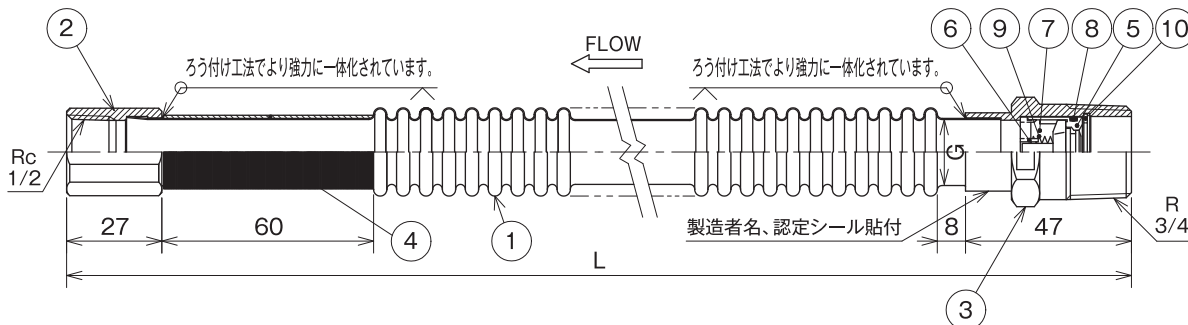 ②
⑥ ⑨ ⑦ ⑧ ⑤ ⑩
FLOW
ろう付け工法でより強力に一体化されています。
ろう付け工法でより強力に一体化されています。
Rc
1/2
G
製造者名、認定シール貼付
R
3/4
27
60
④
①
8
47
L
③